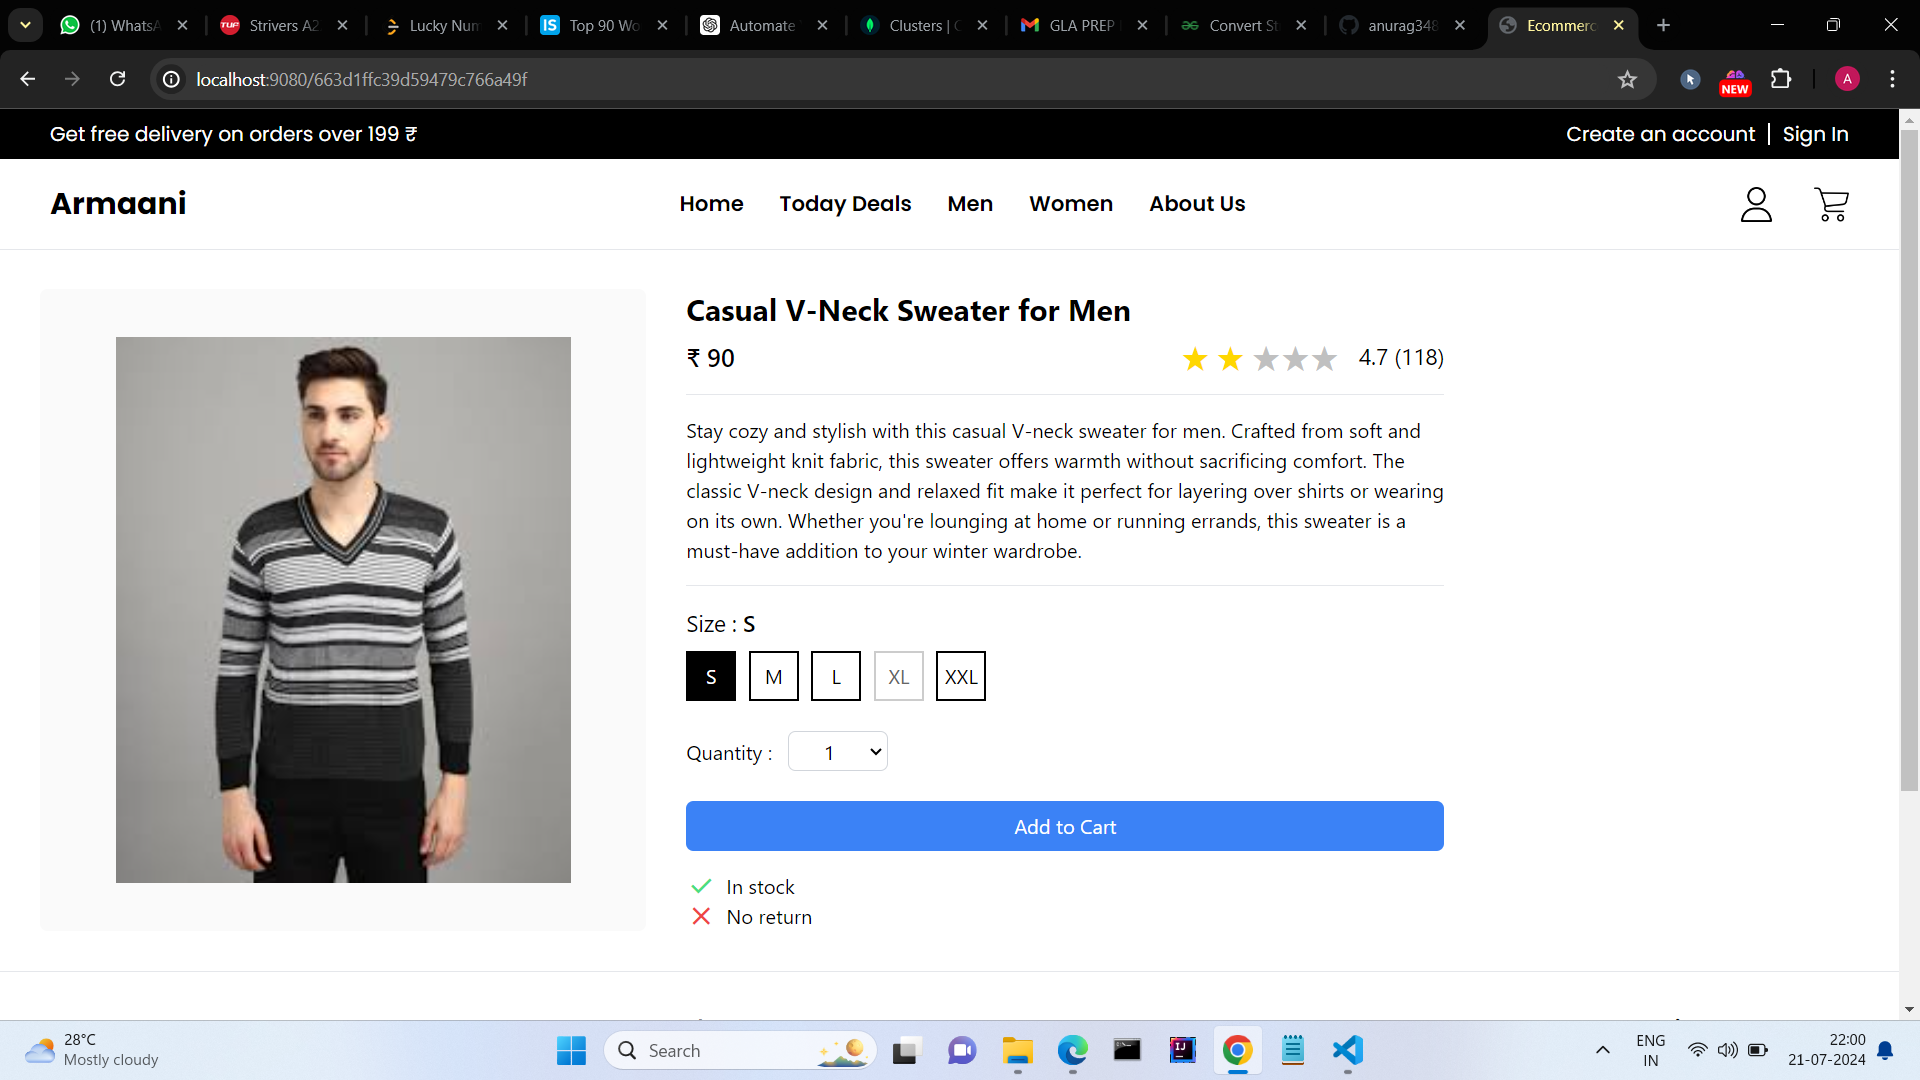 (1) WhatsA
TUF Strivers A2
Lucky Num
IS Top 90 Wo
Automate
Clusters | C
GLA PREP
Convert St
anurag348
Ecommerc
localhost:9080/663d1ffc39d59479c766a49f
NEW
A
Get free delivery on orders over 199 ₹
Create an account | Sign In
Armaani
Home Today Deals Men Women About Us
Casual V-Neck Sweater for Men
₹ 90
4.7 (118)
Stay cozy and stylish with this casual V-neck sweater for men. Crafted from soft and
lightweight knit fabric, this sweater offers warmth without sacrificing comfort. The
classic V-neck design and relaxed fit make it perfect for layering over shirts or wearing
on its own. Whether you're lounging at home or running errands, this sweater is a
must-have addition to your winter wardrobe.
Size : S
S M L XL XXL
Quantity : 1
Add to Cart
In stock
No return
28°C
Mostly cloudy
Search
IJ
ENG
IN
22:00
21-07-2024